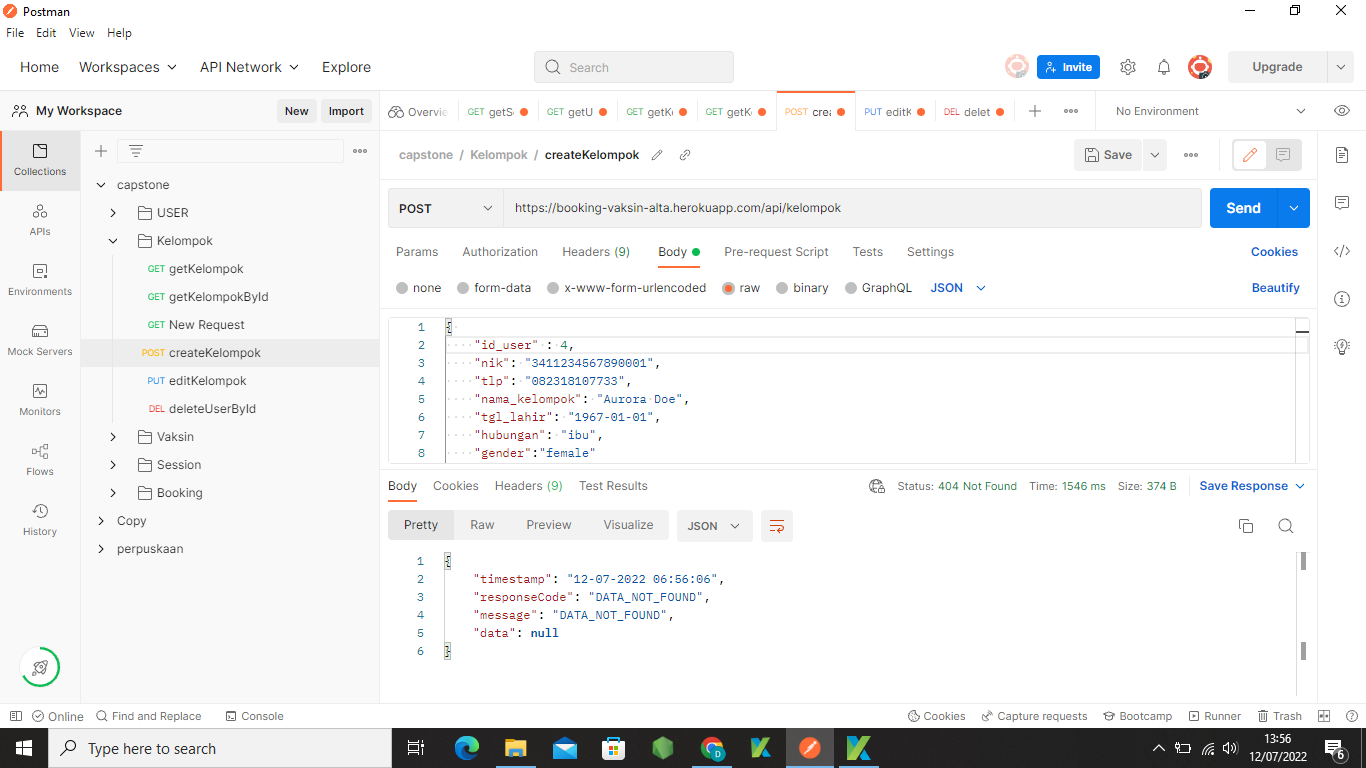 Postman
File Edit View Help
Home Workspaces API Network Explore Search Invite Upgrade
My Workspace New Import
Overvie GET getS GET getU GET getK GET getK POST crea PUT editK DEL delet No Environment
Collections
APIs
Environments
Mock Servers
Monitors
Flows
History
capstone
USER
Kelompok
GET getKelompok
GET getKelompokById
GET New Request
POST createKelompok
PUT editKelompok
DEL deleteUserById
Vaksin
Session
Booking
Copy
perpuskaan
capstone / Kelompok / createKelompok Save
POST https://booking-vaksin-alta.herokuapp.com/api/kelompok Send
Params Authorization Headers (9) Body Pre-request Script Tests Settings Cookies
none form-data x-www-form-urlencoded raw binary GraphQL JSON Beautify
1 {
2 "id_user" : 4,
3 "nik": "3411234567890001",
4 "tlp": "082318107733",
5 "nama_kelompok": "Aurora Doe",
6 "tgl_lahir": "1967-01-01",
7 "hubungan": "ibu",
8 "gender":"female"
Body Cookies Headers (9) Test Results Status: 404 Not Found Time: 1546 ms Size: 374 B Save Response
Pretty Raw Preview Visualize JSON
1 {
2 "timestamp": "12-07-2022 06:56:06",
3 "responseCode": "DATA_NOT_FOUND",
4 "message": "DATA_NOT_FOUND",
5 "data": null
6 }
Online Find and Replace Console Cookies Capture requests Bootcamp Runner Trash
Type here to search
13:56
12/07/2022
6